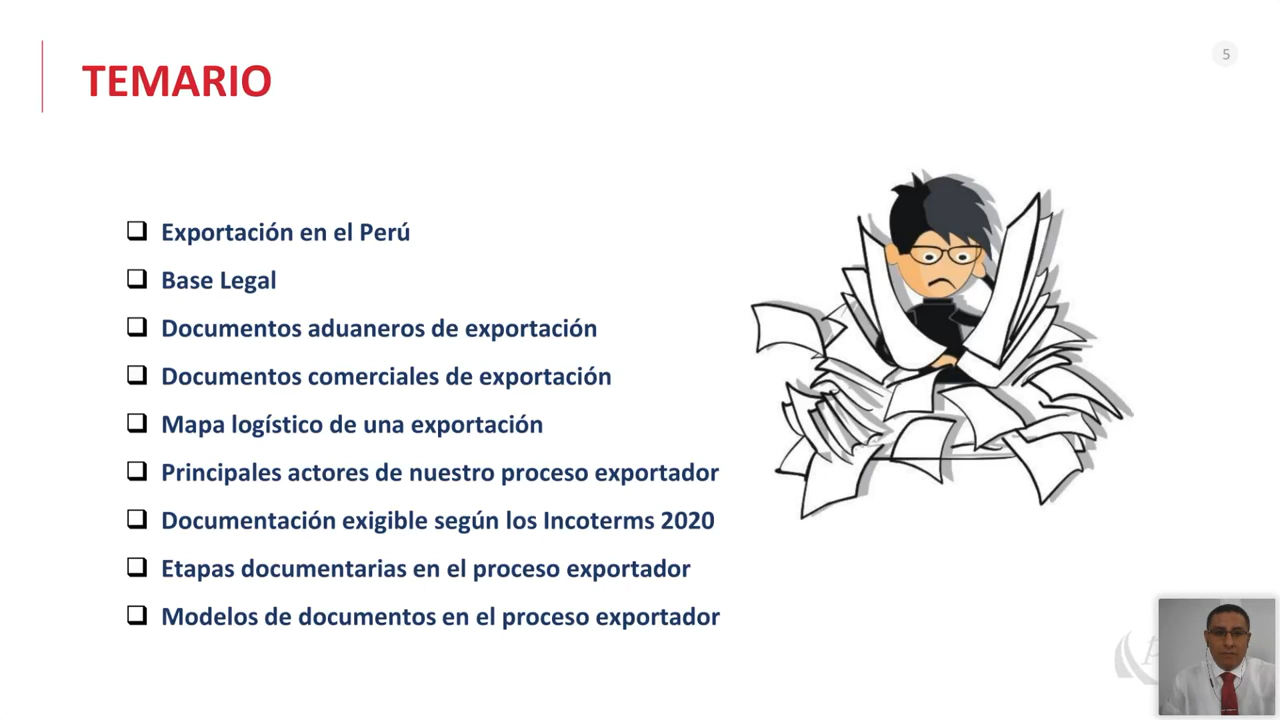 TEMARIO
5
Exportación en el Perú
Base Legal
Documentos aduaneros de exportación
Documentos comerciales de exportación
Mapa logístico de una exportación
Principales actores de nuestro proceso exportador
Documentación exigible según los Incoterms 2020
Etapas documentarias en el proceso exportador
Modelos de documentos en el proceso exportador